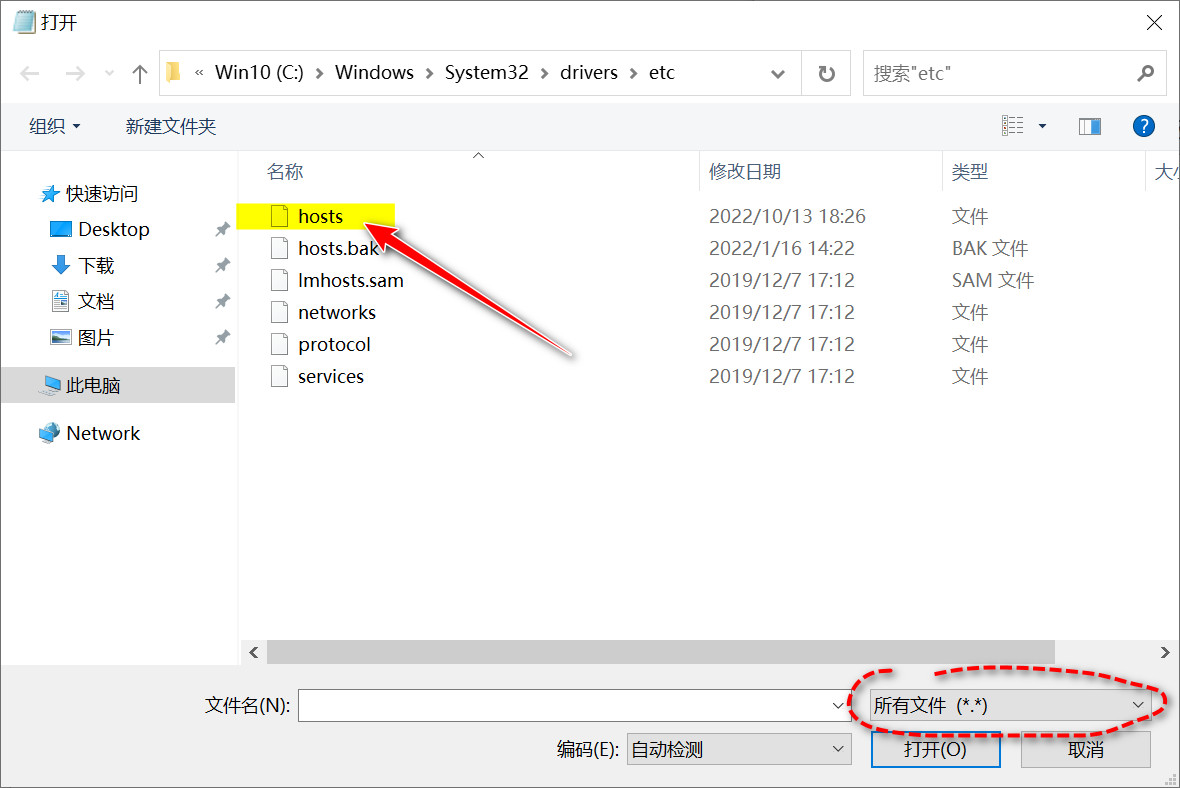 打开
« Win10 (C:) › Windows › System32 › drivers › etc
搜索"etc"
组织 新建文件夹
名称 修改日期 类型 大小
快速访问
Desktop
下载
文档
图片
此电脑
Network
hosts 2022/10/13 18:26 文件
hosts.bak 2022/1/16 14:22 BAK 文件
lmhosts.sam 2019/12/7 17:12 SAM 文件
networks 2019/12/7 17:12 文件
protocol 2019/12/7 17:12 文件
services 2019/12/7 17:12 文件
文件名(N): 所有文件 (*.*)
编码(E): 自动检测 打开(O) 取消